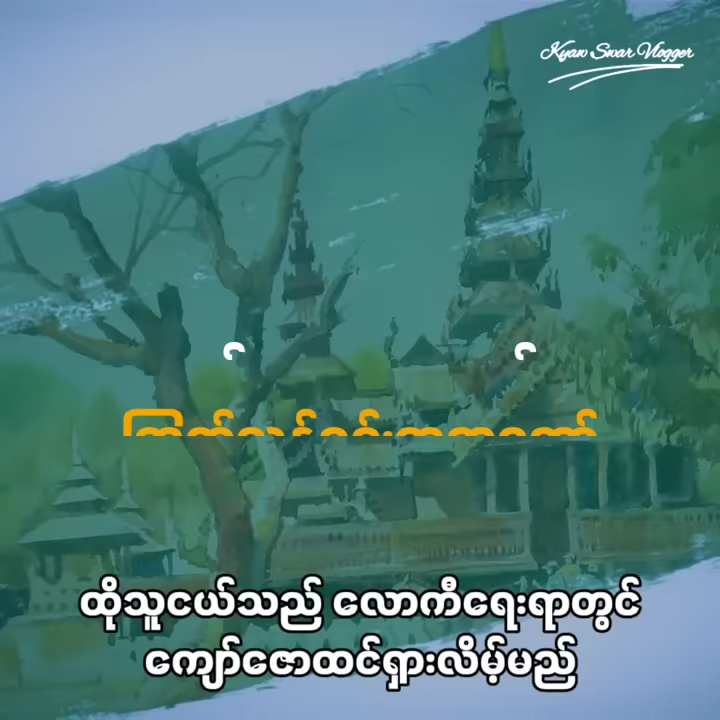 Kyaw Swar Vlogger
ထိုသူငယ်သည် လောကီရေးရာတွင်
ကျော်ဇောထင်ရှားလိမ့်မည်